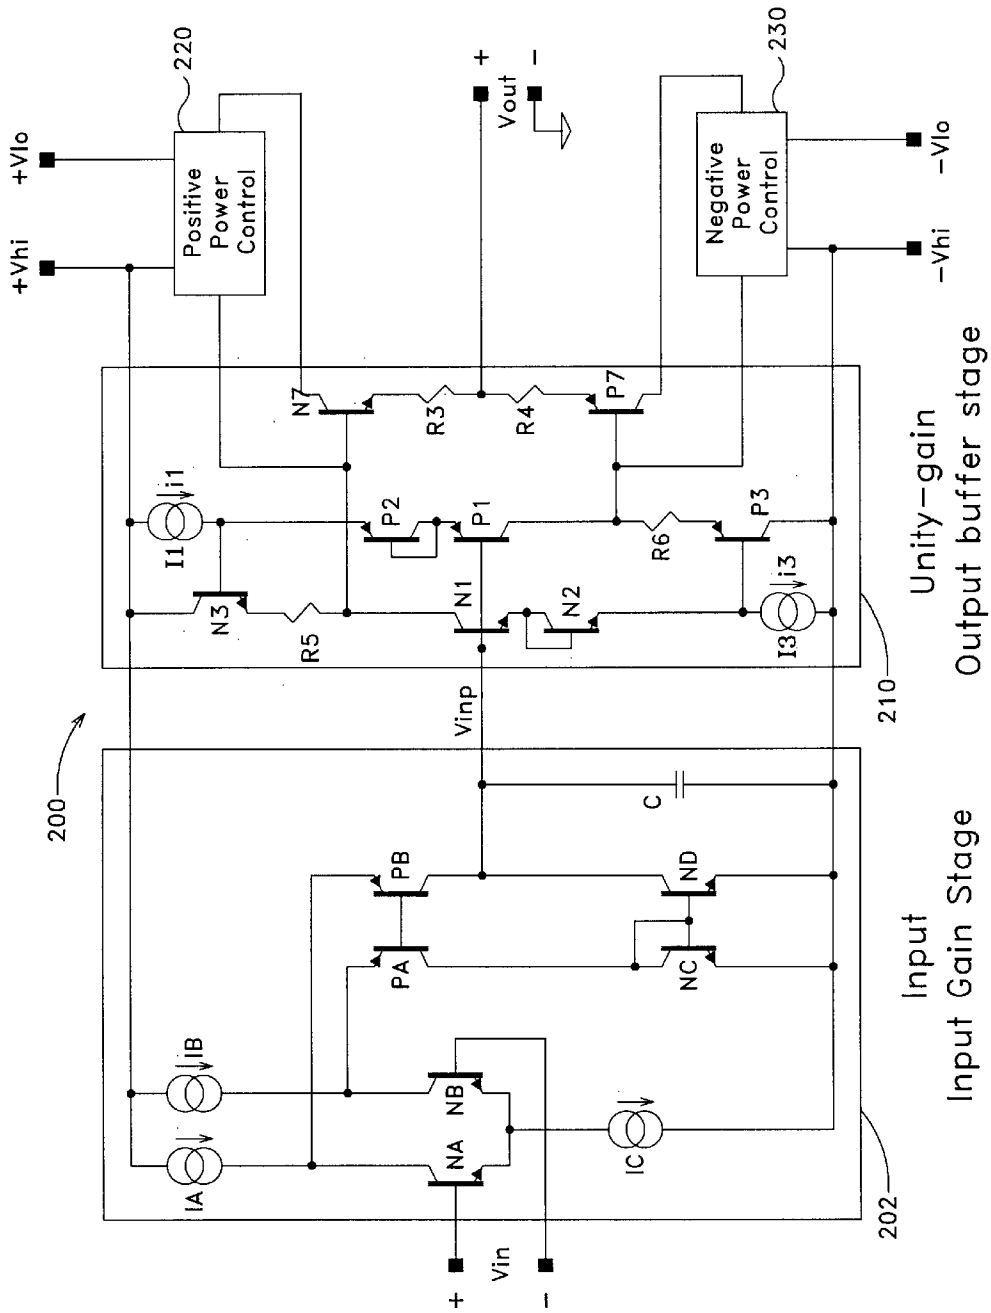 200
+Vhi
+Vlo
220
Positive
Power
Control
IA
IB
I1
i1
N3
R5
N7
R3
PA
PB
P2
P1
N1
N2
Vinp
+
Vin
-
NA
NB
IC
NC
ND
C
R4
P7
R6
P3
I3
i3
+
Vout
-
Negative
Power
Control
230
-Vhi
-Vlo
202
210
Input
Input Gain Stage
Unity-gain
Output buffer stage